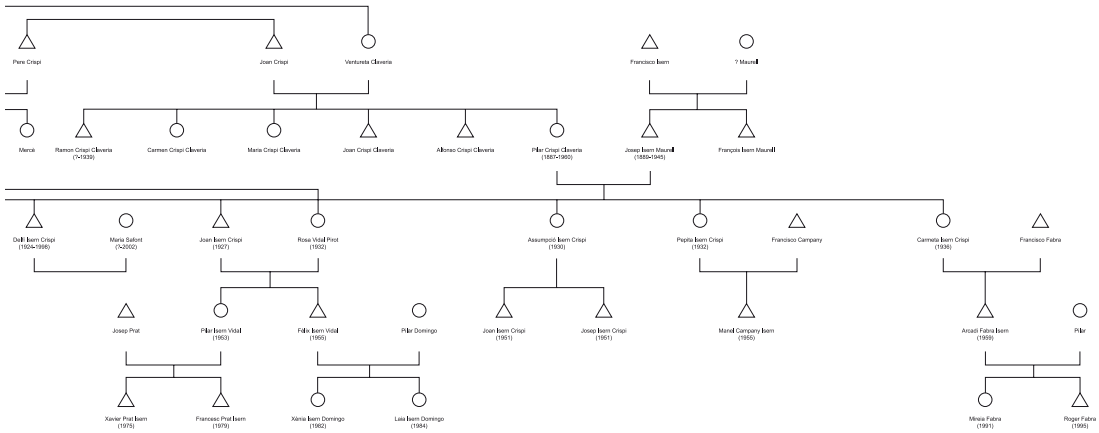 Pere Crispi
Joan Crispi
Ventureta Claveria
Francisco Isern
? Maurell
Mercè
Ramon Crispi Claveria
(?-1939)
Carmen Crispi Claveria
Maria Crispi Claveria
Joan Crispi Claveria
Alfonso Crispi Claveria
Pilar Crispi Claveria
(1887-1960)
Josep Isern Maurell
(1889-1945)
François Isern Maurell
Delfí Isern Crispi
(1924-1998)
Maria Safont
(?-2002)
Joan Isern Crispi
(1927)
Rosa Vidal Pirot
(1932)
Assumpció Isern Crispi
(1930)
Pepita Isern Crispi
(1932)
Francisco Company
Carmeta Isern Crispi
(1936)
Francisco Fabra
Josep Prat
Pilar Isern Vidal
(1953)
Fèlix Isern Vidal
(1955)
Pilar Domingo
Joan Isern Crispi
(1951)
Josep Isern Crispi
(1951)
Manel Company Isern
(1955)
Arcadi Fabra Isern
(1959)
Pilar
Xavier Prat Isern
(1975)
Francesc Prat Isern
(1979)
Xènia Isern Domingo
(1982)
Laia Isern Domingo
(1984)
Mireia Fabra
(1991)
Roger Fabra
(1995)